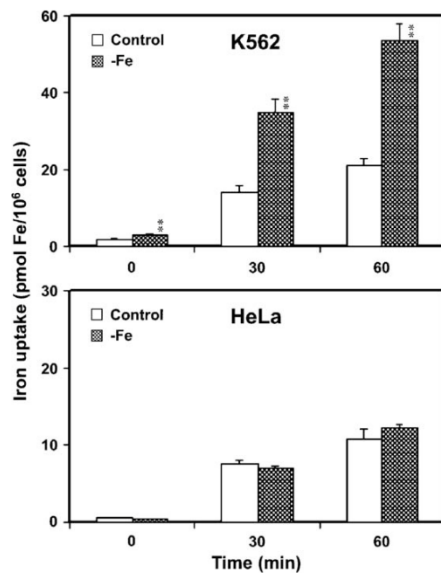 60
40
20
0
Control
-Fe
K562
**
**
**
0 30 60
Iron uptake (pmol Fe/10⁶ cells)
30
20
10
0
Control
-Fe
HeLa
0 30 60
Time (min)